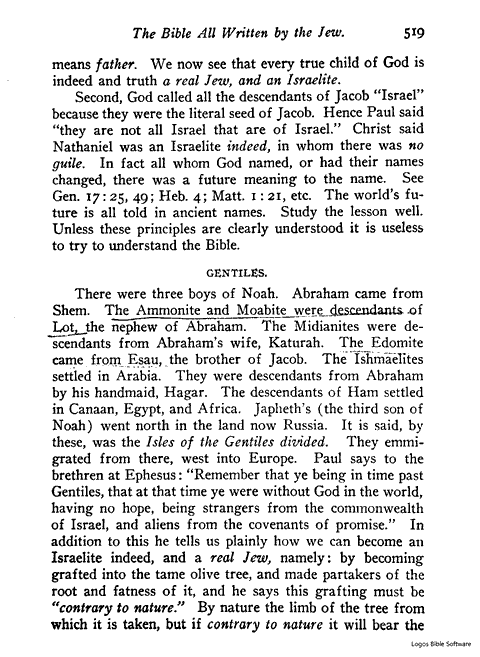 The Bible All Written by the Jew. 519
means father. We now see that every true child of God is
indeed and truth a real Jew, and an Israelite.
Second, God called all the descendants of Jacob "Israel"
because they were the literal seed of Jacob. Hence Paul said
"they are not all Israel that are of Israel." Christ said
Nathaniel was an Israelite indeed, in whom there was no
guile. In fact all whom God named, or had their names
changed, there was a future meaning to the name. See
Gen. 17:25, 49; Heb. 4; Matt. 1:21, etc. The world's fu-
ture is all told in ancient names. Study the lesson well.
Unless these principles are clearly understood it is useless
to try to understand the Bible.
GENTILES.
There were three boys of Noah. Abraham came from
Shem. The Ammonite and Moabite were descendants of
Lot, the nephew of Abraham. The Midianites were de-
scendants from Abraham's wife, Katurah. The Edomite
came from Esau, the brother of Jacob. The Ishmaelites
settled in Arabia. They were descendants from Abraham
by his handmaid, Hagar. The descendants of Ham settled
in Canaan, Egypt, and Africa. Japheth's (the third son of
Noah) went north in the land now Russia. It is said, by
these, was the Isles of the Gentiles divided. They emmi-
grated from there, west into Europe. Paul says to the
brethren at Ephesus: "Remember that ye being in time past
Gentiles, that at that time ye were without God in the world,
having no hope, being strangers from the commonwealth
of Israel, and aliens from the covenants of promise." In
addition to this he tells us plainly how we can become an
Israelite indeed, and a real Jew, namely: by becoming
grafted into the tame olive tree, and made partakers of the
root and fatness of it, and he says this grafting must be
"contrary to nature." By nature the limb of the tree from
which it is taken, but if contrary to nature it will bear the
Logos Bible Software